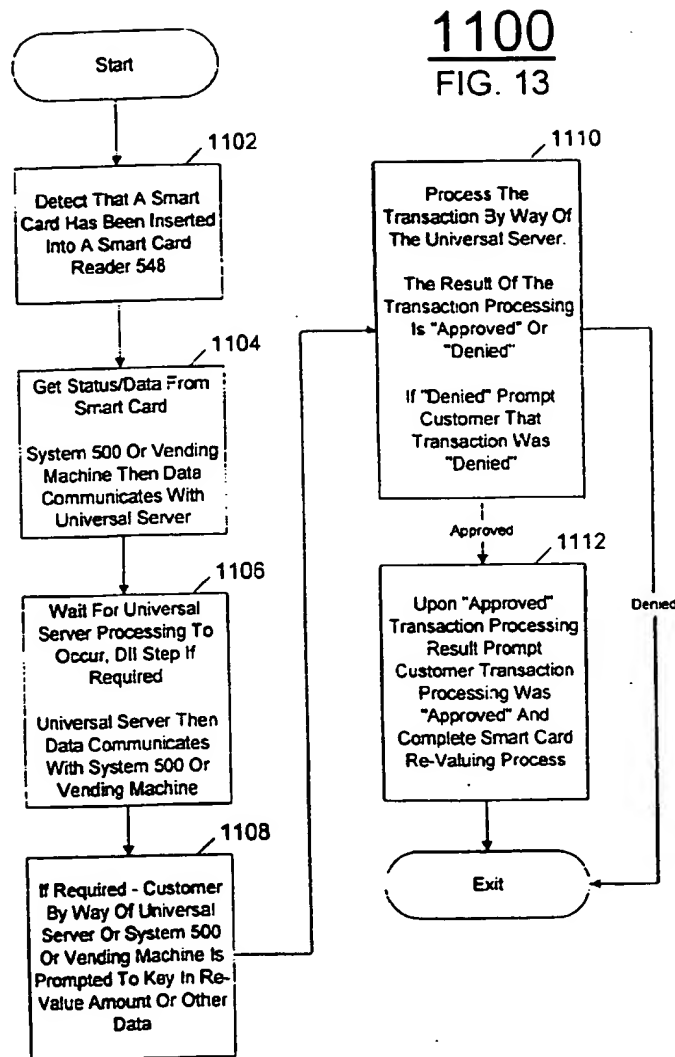 1100
FIG. 13
Start
1102
Detect That A Smart
Card Has Been Inserted
Into A Smart Card
Reader 548
1104
Get Status/Data From
Smart Card
System 500 Or Vending
Machine Then Data
Communicates With
Universal Server
1106
Wait For Universal
Server Processing To
Occur, DII Step If
Required
Universal Server Then
Data Communicates
With System 500 Or
Vending Machine
1108
If Required - Customer
By Way Of Universal
Server Or System 500
Or Vending Machine Is
Prompted To Key In Re-
Value Amount Or Other
Data
1110
Process The
Transaction By Way Of
The Universal Server.
The Result Of The
Transaction Processing
Is "Approved" Or
"Denied"
If "Denied" Prompt
Customer That
Transaction Was
"Denied"
Approved
Denied
1112
Upon "Approved"
Transaction Processing
Result Prompt
Customer Transaction
Processing Was
"Approved" And
Complete Smart Card
Re-Valuing Process
Exit